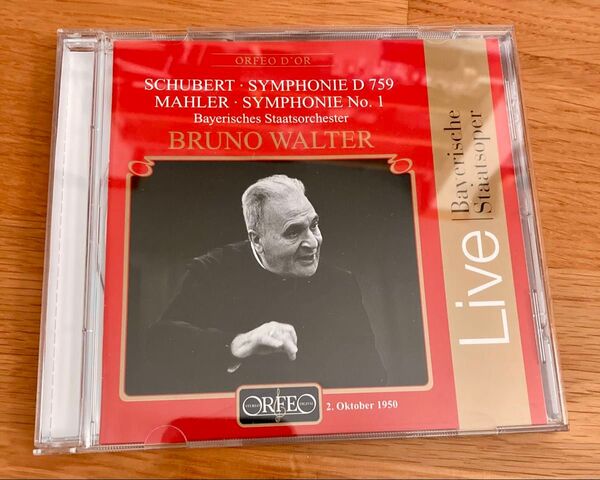 ORFEO D'OR
SCHUBERT · SYMPHONIE D 759
MAHLER · SYMPHONIE No. 1
Bayerisches Staatsorchester
BRUNO WALTER
ORFEO
2. Oktober 1950
Live
Bayerische
Staatsoper